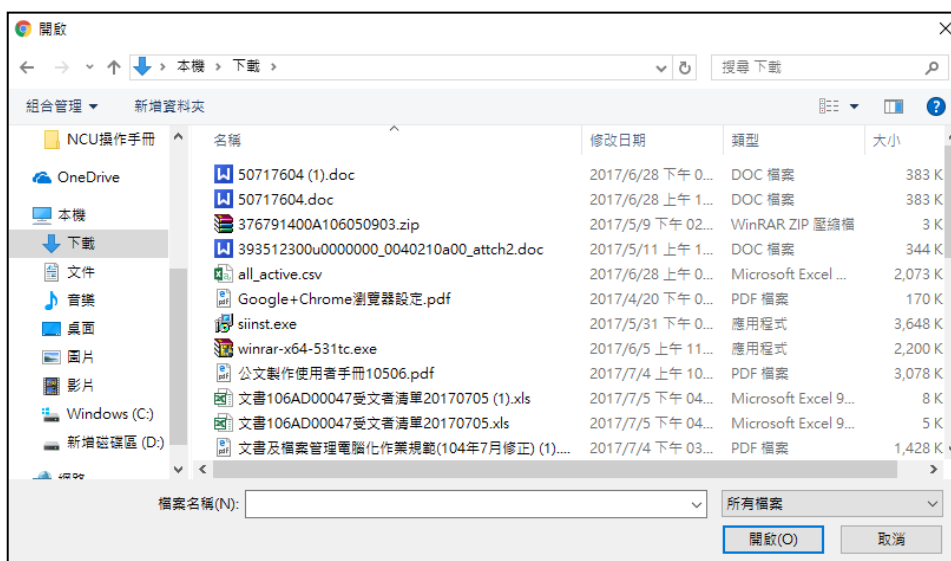 開啟
本機 › 下載 ›
搜尋 下載
組合管理 新增資料夾
名稱 修改日期 類型 大小
NCU操作手冊
OneDrive
本機
下載
文件
音樂
桌面
圖片
影片
Windows (C:)
新增磁碟區 (D:)
網路
50717604 (1).doc 2017/6/28 下午 0... DOC 檔案 383 K
50717604.doc 2017/6/28 上午 1... DOC 檔案 383 K
376791400A106050903.zip 2017/5/9 下午 02... WinRAR ZIP 壓縮檔 3 K
393512300u0000000_0040210a00_attch2.doc 2017/5/11 上午 1... DOC 檔案 344 K
all_active.csv 2017/6/28 上午 0... Microsoft Excel ... 2,073 K
Google+Chrome瀏覽器設定.pdf 2017/4/20 下午 0... PDF 檔案 170 K
siinst.exe 2017/5/31 下午 0... 應用程式 3,648 K
winrar-x64-531tc.exe 2017/6/5 上午 11... 應用程式 2,200 K
公文製作使用者手冊10506.pdf 2017/7/4 上午 10... PDF 檔案 3,078 K
文書106AD00047受文者清單20170705 (1).xls 2017/7/5 下午 04... Microsoft Excel 9... 8 K
文書106AD00047受文者清單20170705.xls 2017/7/5 下午 04... Microsoft Excel 9... 5 K
文書及檔案管理電腦化作業規範(104年7月修正) (1).... 2017/7/4 下午 03... PDF 檔案 1,428 K
檔案名稱(N): 所有檔案
開啟(O) 取消